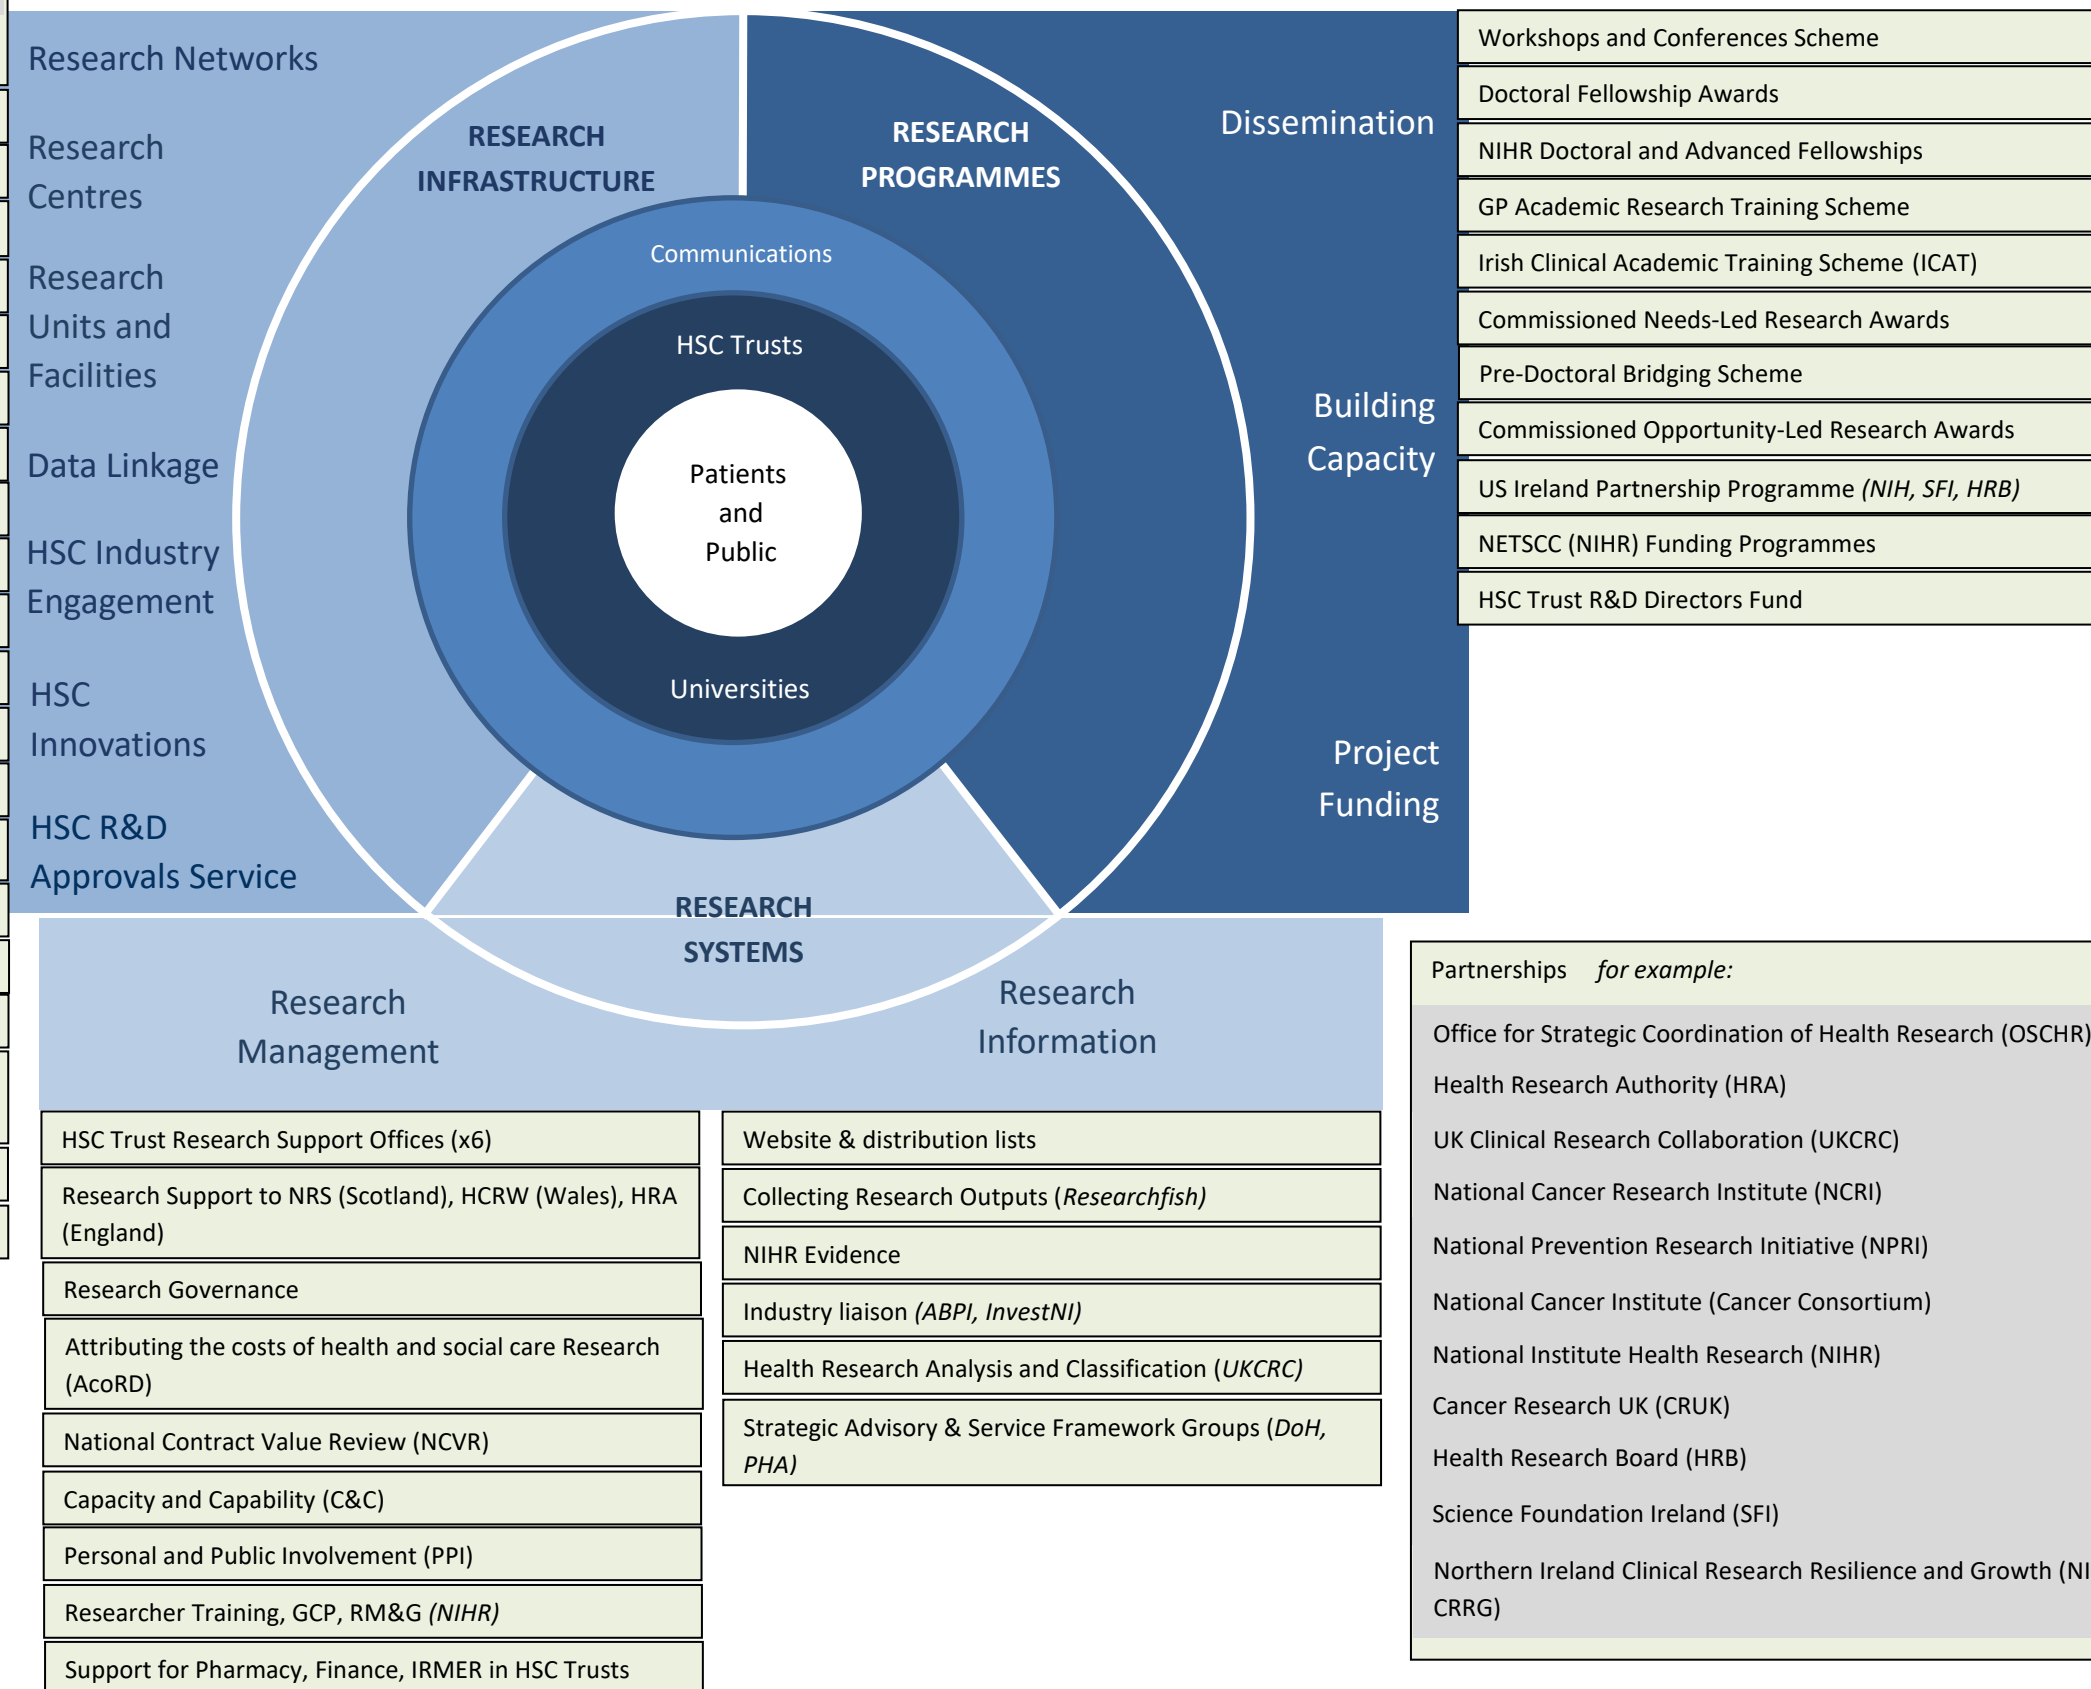 Research Networks
Research
Centres
Research
Units and
Facilities
Data Linkage
HSC Industry
Engagement
HSC
Innovations
HSC R&D
Approvals Service
RESEARCH
INFRASTRUCTURE
RESEARCH
PROGRAMMES
Communications
HSC Trusts
Patients
and
Public
Universities
RESEARCH
SYSTEMS
Dissemination
Building
Capacity
Project
Funding
Workshops and Conferences Scheme
Doctoral Fellowship Awards
NIHR Doctoral and Advanced Fellowships
GP Academic Research Training Scheme
Irish Clinical Academic Training Scheme (ICAT)
Commissioned Needs-Led Research Awards
Pre-Doctoral Bridging Scheme
Commissioned Opportunity-Led Research Awards
US Ireland Partnership Programme (NIH, SFI, HRB)
NETSCC (NIHR) Funding Programmes
HSC Trust R&D Directors Fund
Research
Management
Research
Information
HSC Trust Research Support Offices (x6)
Research Support to NRS (Scotland), HCRW (Wales), HRA
(England)
Research Governance
Attributing the costs of health and social care Research
(AcoRD)
National Contract Value Review (NCVR)
Capacity and Capability (C&C)
Personal and Public Involvement (PPI)
Researcher Training, GCP, RM&G (NIHR)
Support for Pharmacy, Finance, IRMER in HSC Trusts
Website & distribution lists
Collecting Research Outputs (Researchfish)
NIHR Evidence
Industry liaison (ABPI, InvestNI)
Health Research Analysis and Classification (UKCRC)
Strategic Advisory & Service Framework Groups (DoH,
PHA)
Partnerships for example:
Office for Strategic Coordination of Health Research (OSCHR)
Health Research Authority (HRA)
UK Clinical Research Collaboration (UKCRC)
National Cancer Research Institute (NCRI)
National Prevention Research Initiative (NPRI)
National Cancer Institute (Cancer Consortium)
National Institute Health Research (NIHR)
Cancer Research UK (CRUK)
Health Research Board (HRB)
Science Foundation Ireland (SFI)
Northern Ireland Clinical Research Resilience and Growth (NI
CRRG)